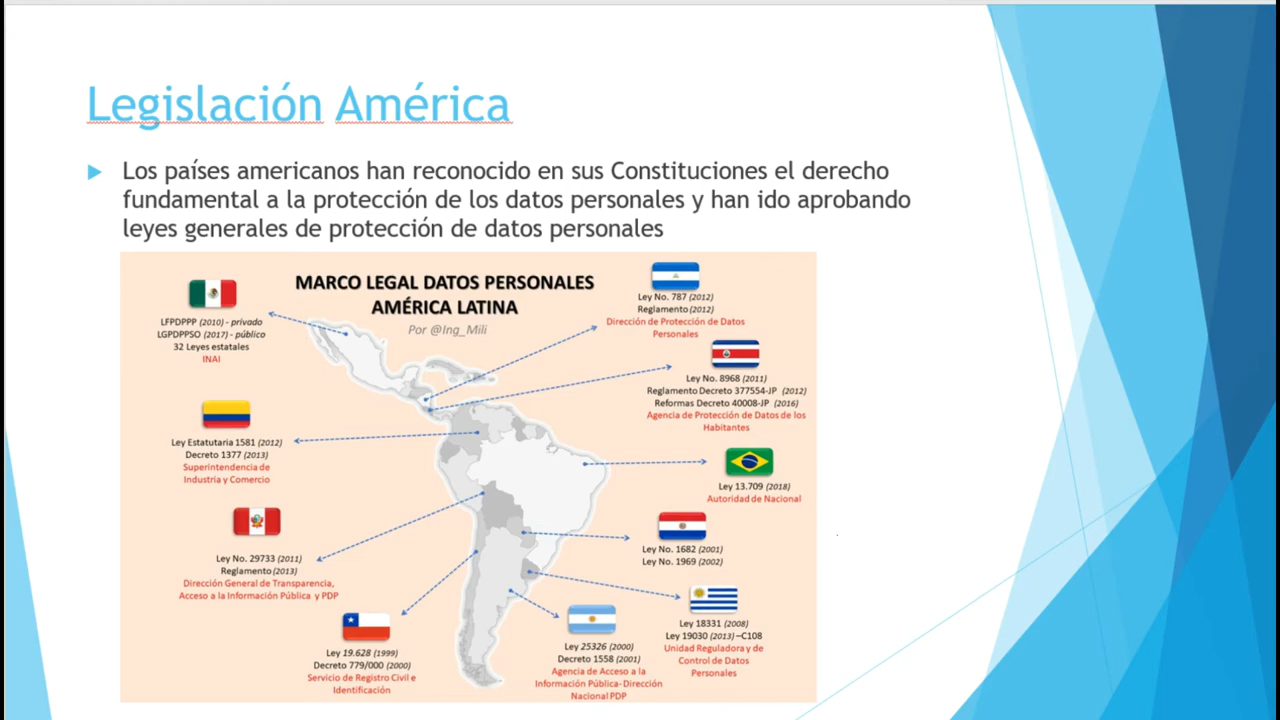 Legislación América
Los países americanos han reconocido en sus Constituciones el derecho
fundamental a la protección de los datos personales y han ido aprobando
leyes generales de protección de datos personales
MARCO LEGAL DATOS PERSONALES
AMÉRICA LATINA
Por @Ing_Mili
LFPDPPP (2010) - privado
LGPDPPSO (2017) - público
32 Leyes estatales
INAI
Ley No. 787 (2012)
Reglamento (2012)
Dirección de Protección de Datos
Personales
Ley No. 8968 (2011)
Reglamento Decreto 377554-JP (2012)
Reformas Decreto 40008-JP (2016)
Agencia de Protección de Datos de los
Habitantes
Ley Estatutaria 1581 (2012)
Decreto 1377 (2013)
Superintendencia de
Industria y Comercio
Ley 13.709 (2018)
Autoridad de Nacional
Ley No. 29733 (2011)
Reglamento (2013)
Dirección General de Transparencia,
Acceso a la Información Pública y PDP
Ley No. 1682 (2001)
Ley No. 1969 (2002)
Ley 19.628 (1999)
Decreto 779/000 (2000)
Servicio de Registro Civil e
Identificación
Ley 25326 (2000)
Decreto 1558 (2001)
Agencia de Acceso a la
Información Pública- Dirección
Nacional PDP
Ley 18331 (2008)
Ley 19030 (2013) –C108
Unidad Reguladora y de
Control de Datos
Personales